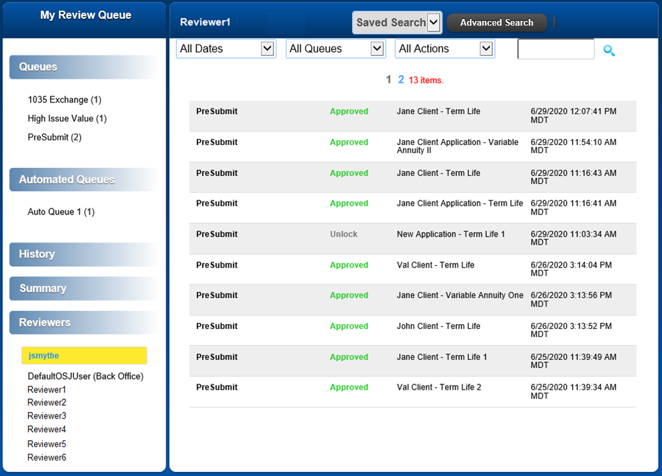 My Review Queue
Queues
1035 Exchange (1)
High Issue Value (1)
PreSubmit (2)
Automated Queues
Auto Queue 1 (1)
History
Summary
Reviewers
jsmythe
DefaultOSJUser (Back Office)
Reviewer1
Reviewer2
Reviewer3
Reviewer4
Reviewer5
Reviewer6
Reviewer1 Saved Search Advanced Search
All Dates All Queues All Actions
1 2 13 items.
PreSubmit Approved Jane Client - Term Life 6/29/2020 12:07:41 PM
MDT
PreSubmit Approved Jane Client Application - Variable 6/29/2020 11:54:10 AM
Annuity II MDT
PreSubmit Approved Jane Client - Term Life 6/29/2020 11:16:43 AM
MDT
PreSubmit Approved Jane Client Application - Term Life 6/29/2020 11:16:41 AM
MDT
PreSubmit Unlock New Application - Term Life 1 6/29/2020 11:03:34 AM
MDT
PreSubmit Approved Val Client - Term Life 6/26/2020 3:14:04 PM
MDT
PreSubmit Approved Jane Client - Variable Annuity One 6/26/2020 3:13:56 PM
MDT
PreSubmit Approved John Client - Term Life 6/26/2020 3:13:52 PM
MDT
PreSubmit Approved Jane Client - Term Life 1 6/25/2020 11:39:49 AM
MDT
PreSubmit Approved Val Client - Term Life 2 6/25/2020 11:39:34 AM
MDT